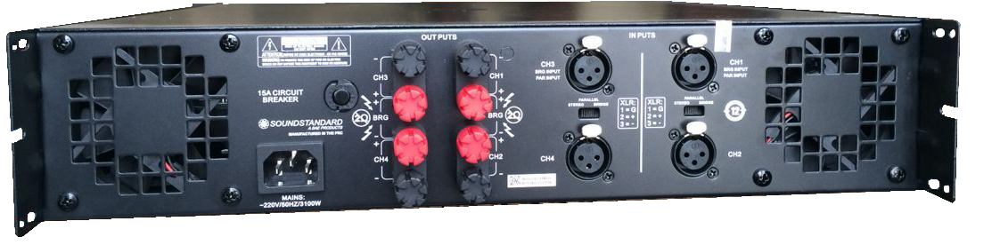 OUT PUTS
IN PUTS
CH3
CH1
CH3
BRG INPUT
PAR INPUT
CH1
BRG INPUT
PAR INPUT
15A CIRCUIT
BREAKER
BRG
2Ω
BRG
2Ω
PARALLEL
STEREO BRIDGE
XLR:
1 = G
2 = +
3 = -
XLR:
1 = G
2 = +
3 = -
PARALLEL
STEREO BRIDGE
12
SOUNDSTANDARD
A BAE PRODUCTS
MANUFACTURED IN THE PRC
CH4
CH2
CH4
CH2
MAINS:
~220V/50HZ/3100W